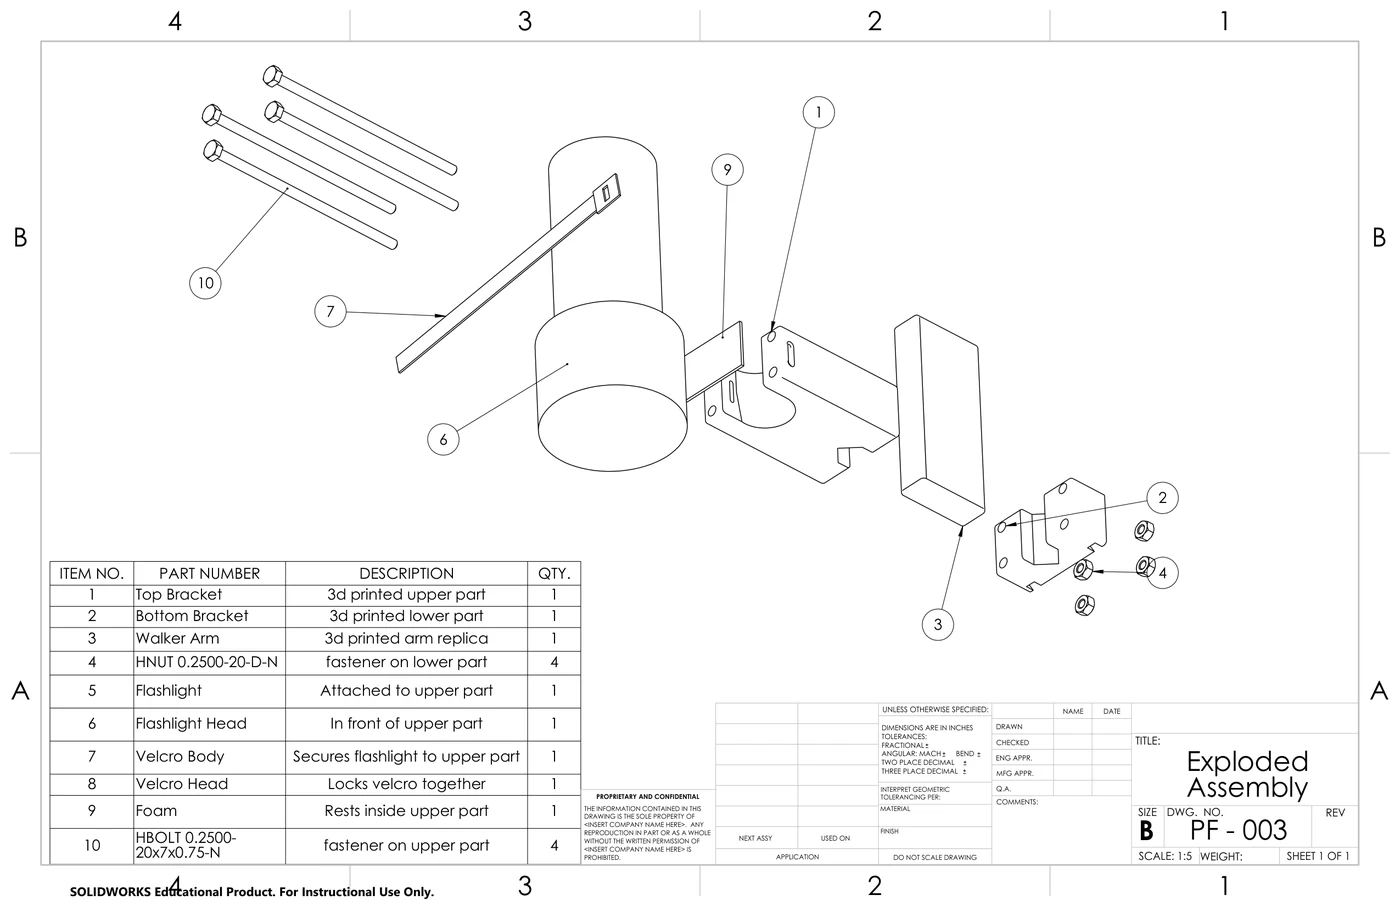 4 3 2 1
B B
A A
1
9
10
7
6
2
4
3
ITEM NO. PART NUMBER DESCRIPTION QTY.
1 Top Bracket 3d printed upper part 1
2 Bottom Bracket 3d printed lower part 1
3 Walker Arm 3d printed arm replica 1
4 HNUT 0.2500-20-D-N fastener on lower part 4
5 Flashlight Attached to upper part 1
6 Flashlight Head In front of upper part 1
7 Velcro Body Secures flashlight to upper part 1
8 Velcro Head Locks velcro together 1
9 Foam Rests inside upper part 1
10 HBOLT 0.2500-
20x7x0.75-N fastener on upper part 4
PROPRIETARY AND CONFIDENTIAL
THE INFORMATION CONTAINED IN THIS
DRAWING IS THE SOLE PROPERTY OF
<INSERT COMPANY NAME HERE>. ANY
REPRODUCTION IN PART OR AS A WHOLE
WITHOUT THE WRITTEN PERMISSION OF
<INSERT COMPANY NAME HERE> IS
PROHIBITED.
NEXT ASSY USED ON
APPLICATION
UNLESS OTHERWISE SPECIFIED:
DIMENSIONS ARE IN INCHES
TOLERANCES:
FRACTIONAL±
ANGULAR: MACH± BEND ±
TWO PLACE DECIMAL ±
THREE PLACE DECIMAL ±
INTERPRET GEOMETRIC
TOLERANCING PER:
MATERIAL
FINISH
DO NOT SCALE DRAWING
NAME DATE
DRAWN
CHECKED
ENG APPR.
MFG APPR.
Q.A.
COMMENTS:
TITLE:
Exploded
Assembly
SIZE DWG. NO. REV
B PF - 003
SCALE: 1:5 WEIGHT: SHEET 1 OF 1
4 3 2 1
SOLIDWORKS Educational Product. For Instructional Use Only.